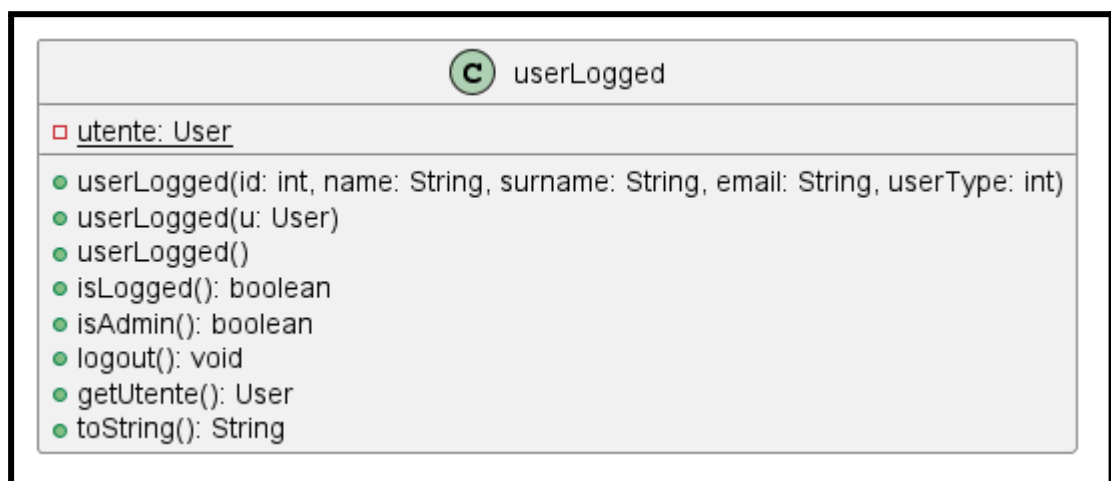 C userLogged
utente: User
userLogged(id: int, name: String, surname: String, email: String, userType: int)
userLogged(u: User)
userLogged()
isLogged(): boolean
isAdmin(): boolean
logout(): void
getUtente(): User
toString(): String